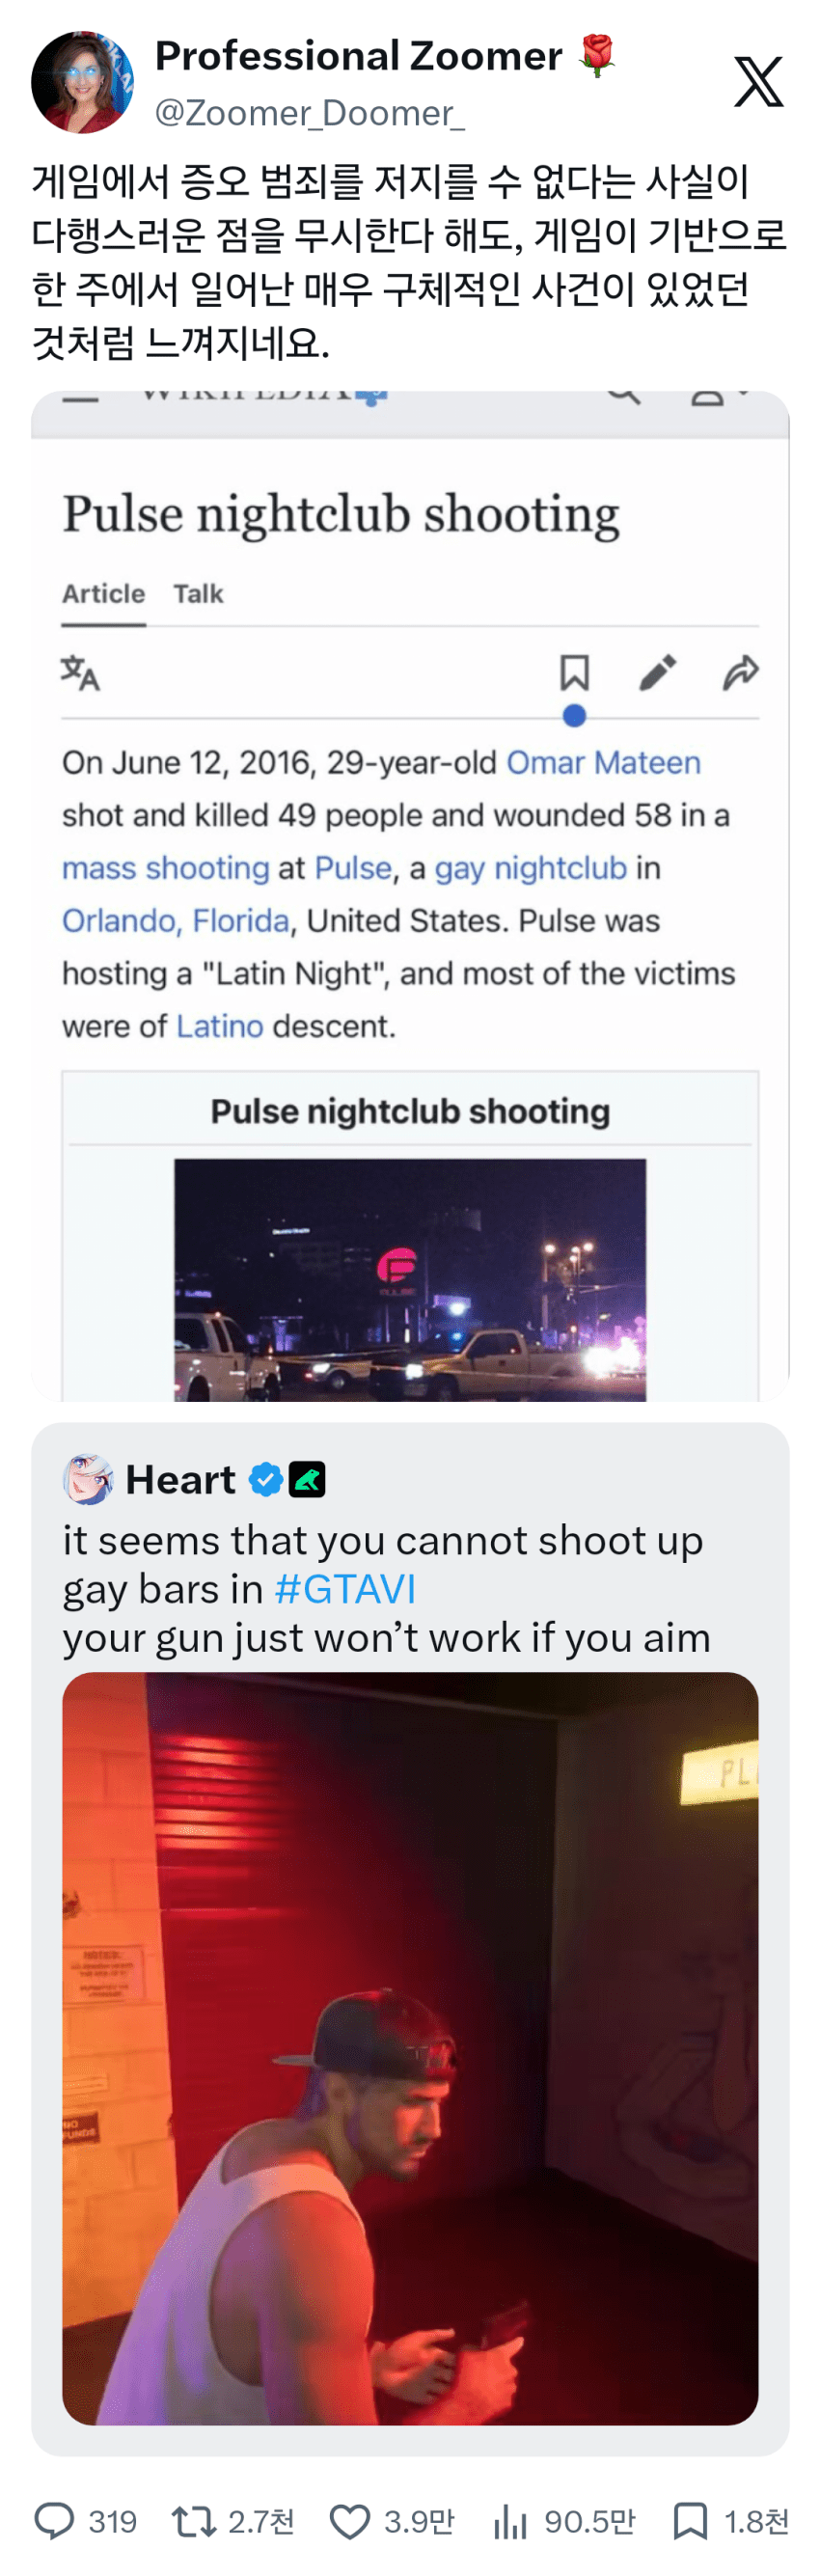 Professional Zoomer 🌹
@Zoomer_Doomer_
게임에서 증오 범죄를 저지를 수 없다는 사실이
다행스러운 점을 무시한다 해도, 게임이 기반으로
한 주에서 일어난 매우 구체적인 사건이 있었던
것처럼 느껴지네요.
WIKIPEDIA
Pulse nightclub shooting
Article Talk
On June 12, 2016, 29-year-old Omar Mateen
shot and killed 49 people and wounded 58 in a
mass shooting at Pulse, a gay nightclub in
Orlando, Florida, United States. Pulse was
hosting a "Latin Night", and most of the victims
were of Latino descent.
Pulse nightclub shooting
Heart
it seems that you cannot shoot up
gay bars in #GTAVI
your gun just won’t work if you aim
PL
NOTICE:
NO
319 2.7천 3.9만 90.5만 1.8천